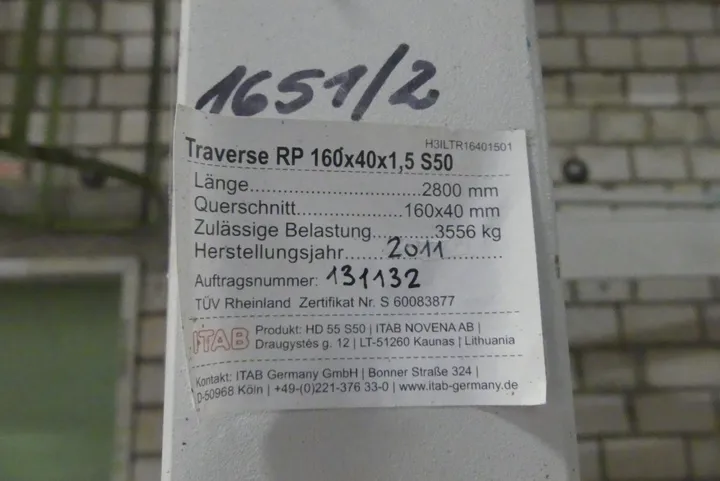 1651/2
H3ILTR16401501
Traverse RP 160x40x1,5 S50
Länge..............................2800 mm
Querschnitt......................160x40 mm
Zulässige Belastung...........3556 kg
Herstellungsjahr......2011...........
Auftragsnummer: 131132
TÜV Rheinland Zertifikat Nr. S 60083877
ITAB Produkt: HD 55 S50 | ITAB NOVENA AB |
Draugystės g. 12 | LT-51260 Kaunas | Lithuania
Kontakt: ITAB Germany GmbH | Bonner Straße 324 |
D-50968 Köln | +49-(0)221-376 33-0 | www.itab-germany.de